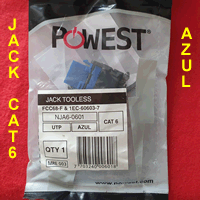 JACK CAT6
AZUL
POWEST
JACK TOOLESS
FCC68-F & 1EC-60603-7
NJA6-0601
UTP
AZUL
CAT 6
QTY 1